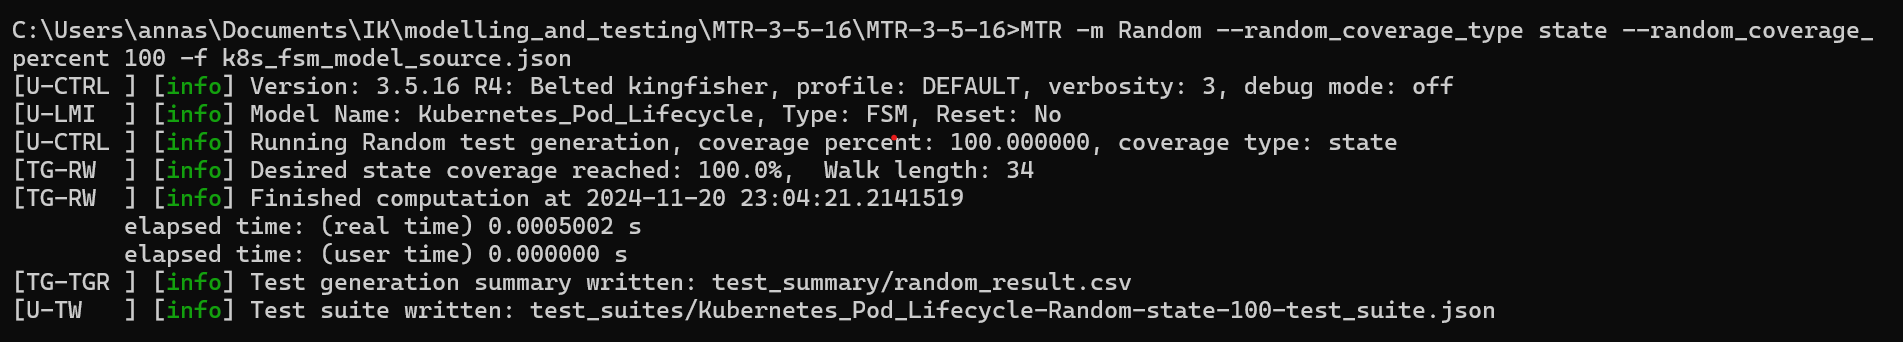 C:\Users\annas\Documents\IK\modelling_and_testing\MTR-3-5-16\MTR-3-5-16>MTR -m Random --random_coverage_type state --random_coverage_
percent 100 -f k8s_fsm_model_source.json
[U-CTRL ] [info] Version: 3.5.16 R4: Belted kingfisher, profile: DEFAULT, verbosity: 3, debug mode: off
[U-LMI  ] [info] Model Name: Kubernetes_Pod_Lifecycle, Type: FSM, Reset: No
[U-CTRL ] [info] Running Random test generation, coverage percent: 100.000000, coverage type: state
[TG-RW  ] [info] Desired state coverage reached: 100.0%,  Walk length: 34
[TG-RW  ] [info] Finished computation at 2024-11-20 23:04:21.2141519
        elapsed time: (real time) 0.0005002 s
        elapsed time: (user time) 0.000000 s
[TG-TGR ] [info] Test generation summary written: test_summary/random_result.csv
[U-TW   ] [info] Test suite written: test_suites/Kubernetes_Pod_Lifecycle-Random-state-100-test_suite.json